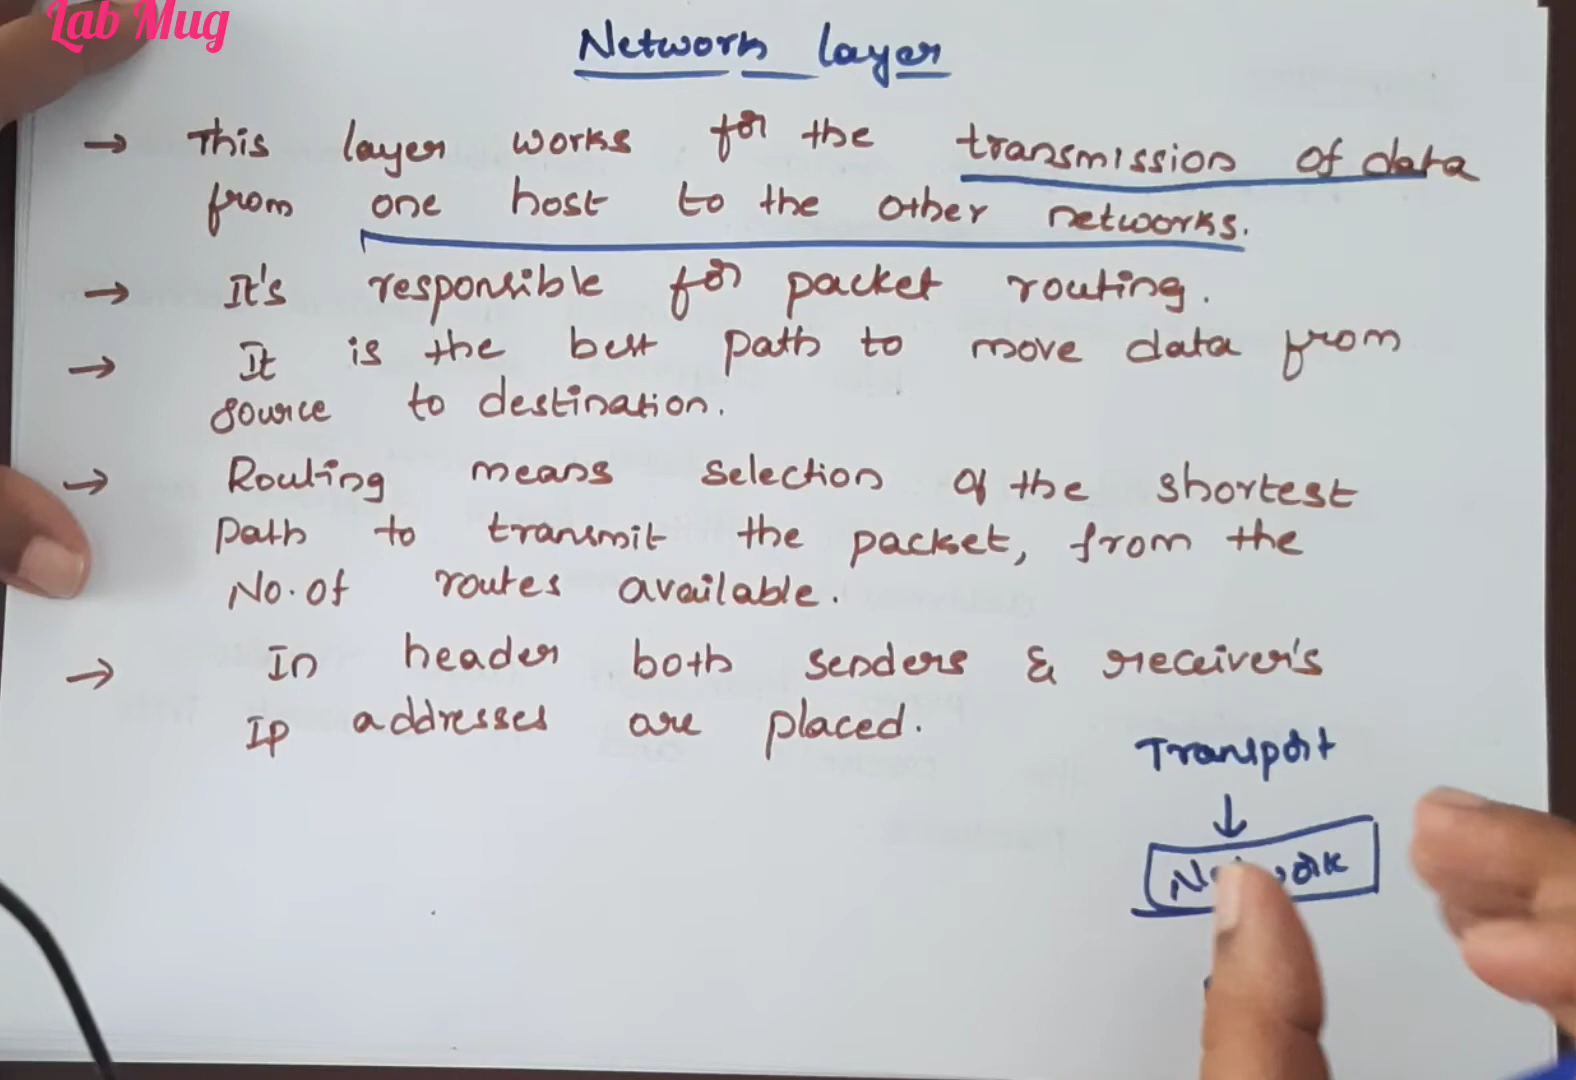 Lab Mug
Network layer
→ This layer works for the transmission of data
from one host to the other networks.
→ It's responsible for packet routing.
→ It is the best path to move data from
source to destination.
→ Routing means selection of the shortest
path to transmit the packet, from the
No. of routes available.
→ In header both senders & receiver's
IP addresses are placed.
Transport
↓